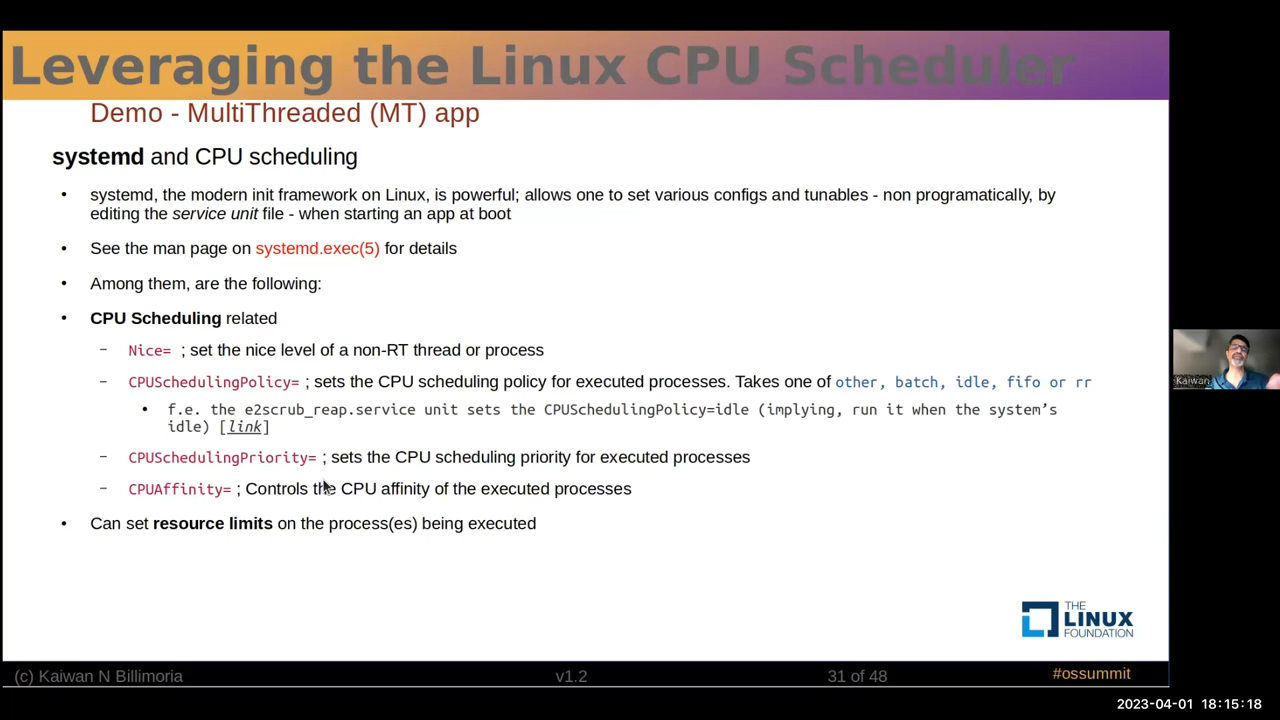 Leveraging the Linux CPU Scheduler
Demo - MultiThreaded (MT) app
systemd and CPU scheduling
• systemd, the modern init framework on Linux, is powerful; allows one to set various configs and tunables - non programatically, by
editing the service unit file - when starting an app at boot
• See the man page on systemd.exec(5) for details
• Among them, are the following:
• CPU Scheduling related
– Nice= ; set the nice level of a non-RT thread or process
– CPUSchedulingPolicy= ; sets the CPU scheduling policy for executed processes. Takes one of other, batch, idle, fifo or rr
• f.e. the e2scrub_reap.service unit sets the CPUSchedulingPolicy=idle (implying, run it when the system’s
idle) [link]
– CPUSchedulingPriority= ; sets the CPU scheduling priority for executed processes
– CPUAffinity= ; Controls the CPU affinity of the executed processes
• Can set resource limits on the process(es) being executed
THE
LINUX
FOUNDATION
(c) Kaiwan N Billimoria v1.2 31 of 48 #ossummit
Kaiwan
2023-04-01 18:15:18